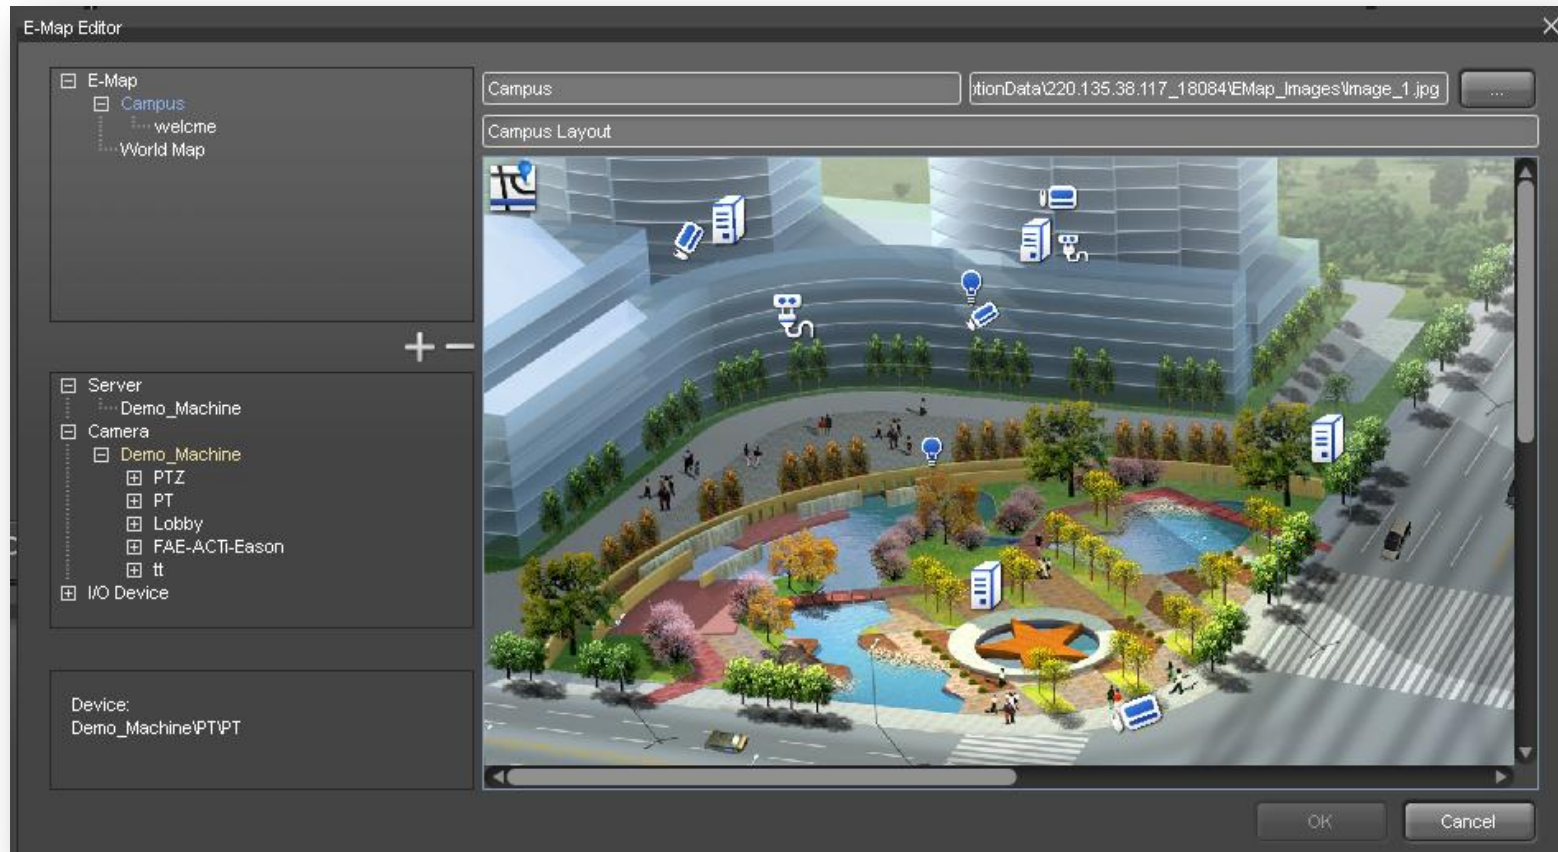 E-Map Editor
E-Map
Campus
welcme
World Map
Campus
otionData\220.135.38.117_18084\EMap_Images\Image_1.jpg
...
Campus Layout
Server
Demo_Machine
Camera
Demo_Machine
PTZ
PT
Lobby
FAE-ACTi-Eason
tt
I/O Device
Device:
Demo_Machine\PT\PT
OK
Cancel